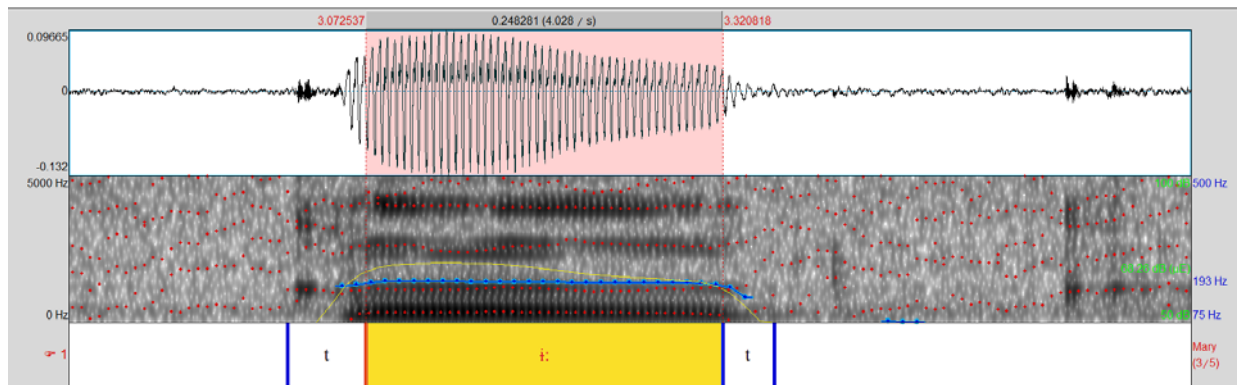 3.072537 0.248281 (4.028 / s) 3.320818
0.09665
0
-0.132
5000 Hz 500 Hz
193 Hz
0 Hz 75 Hz
1 t ɨː t Mary
(3/5)